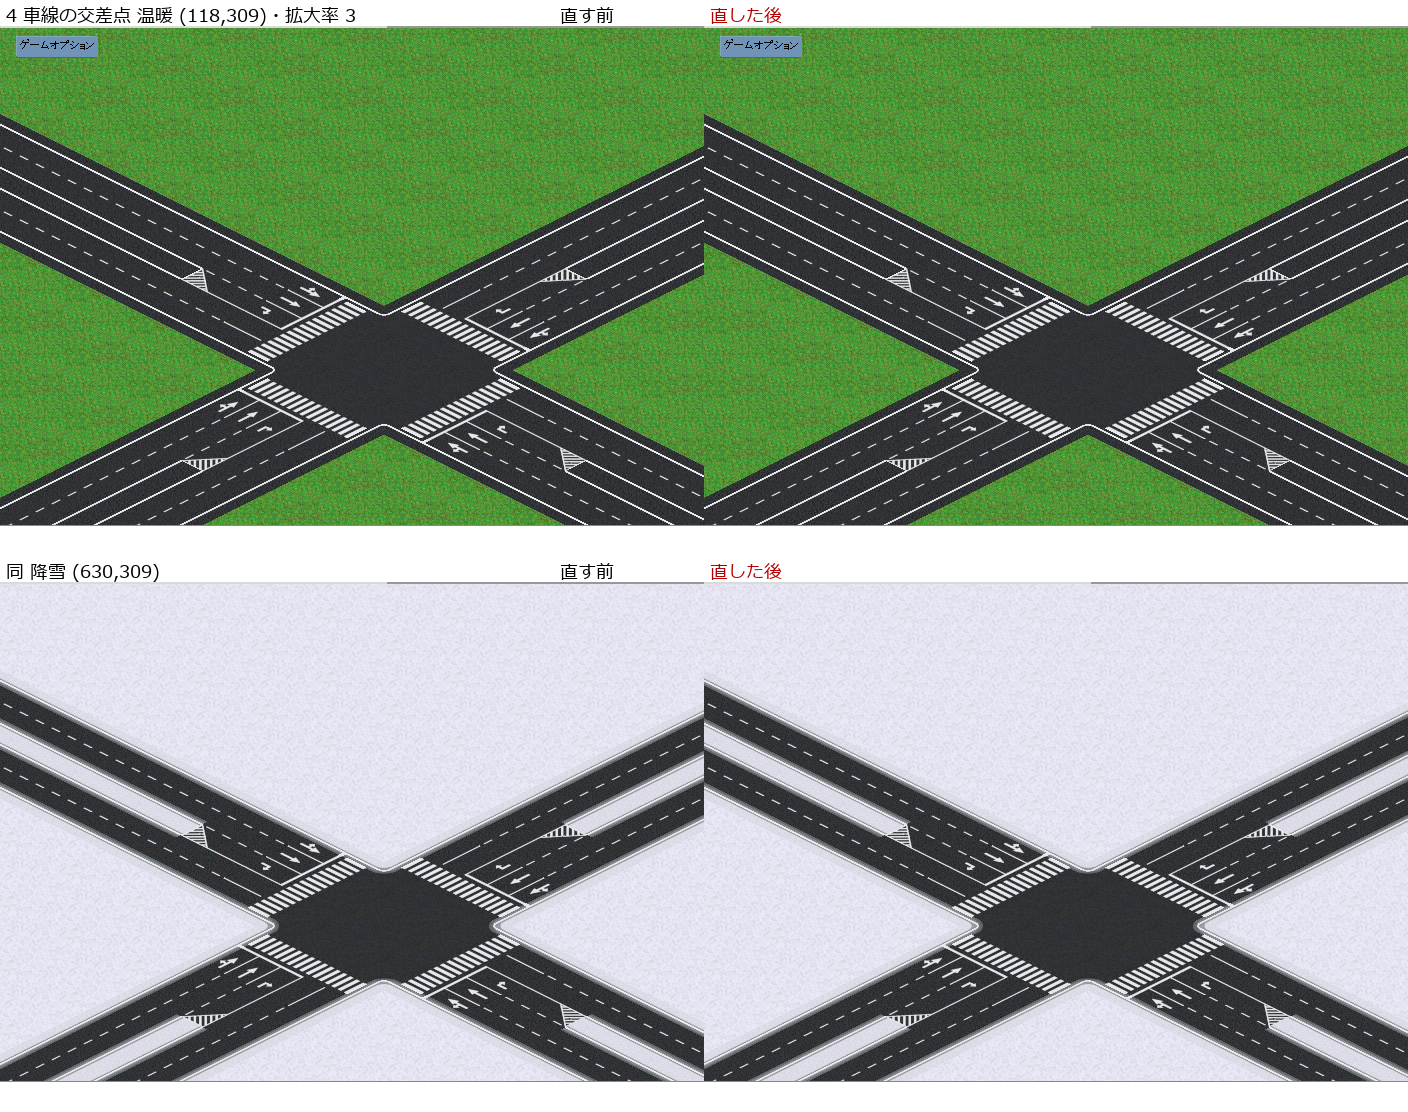 4 車線の交差点 温暖 (118,309)・拡大率 3 直す前 直した後
ゲームオプション ゲームオプション
同 降雪 (630,309) 直す前 直した後